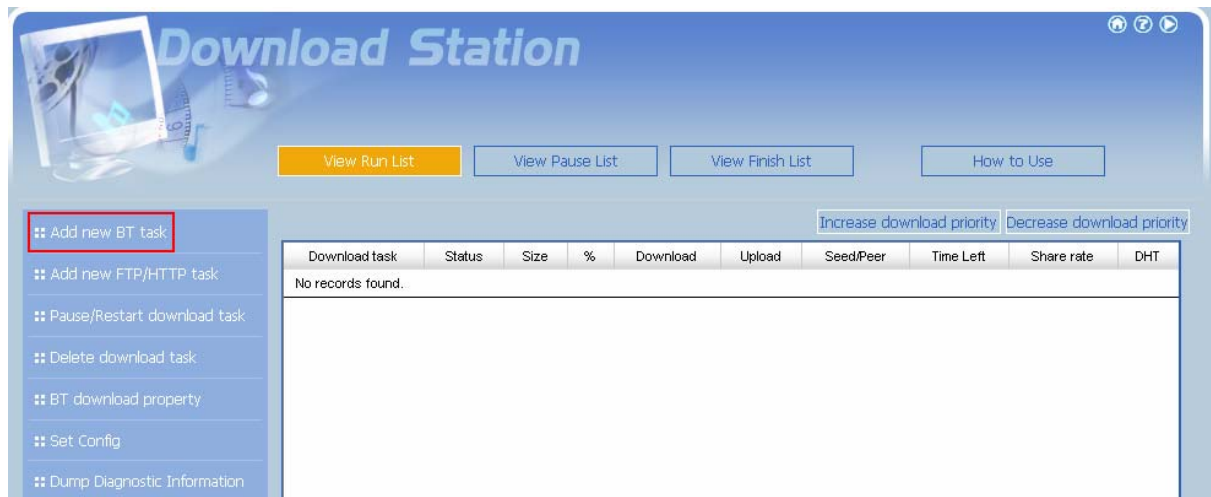 Download Station
View Run List View Pause List View Finish List How to Use
Increase download priority Decrease download priority
Add new BT task
Add new FTP/HTTP task
Pause/Restart download task
Delete download task
BT download property
Set Config
Dump Diagnostic Information
Download task Status Size % Download Upload Seed/Peer Time Left Share rate DHT
No records found.